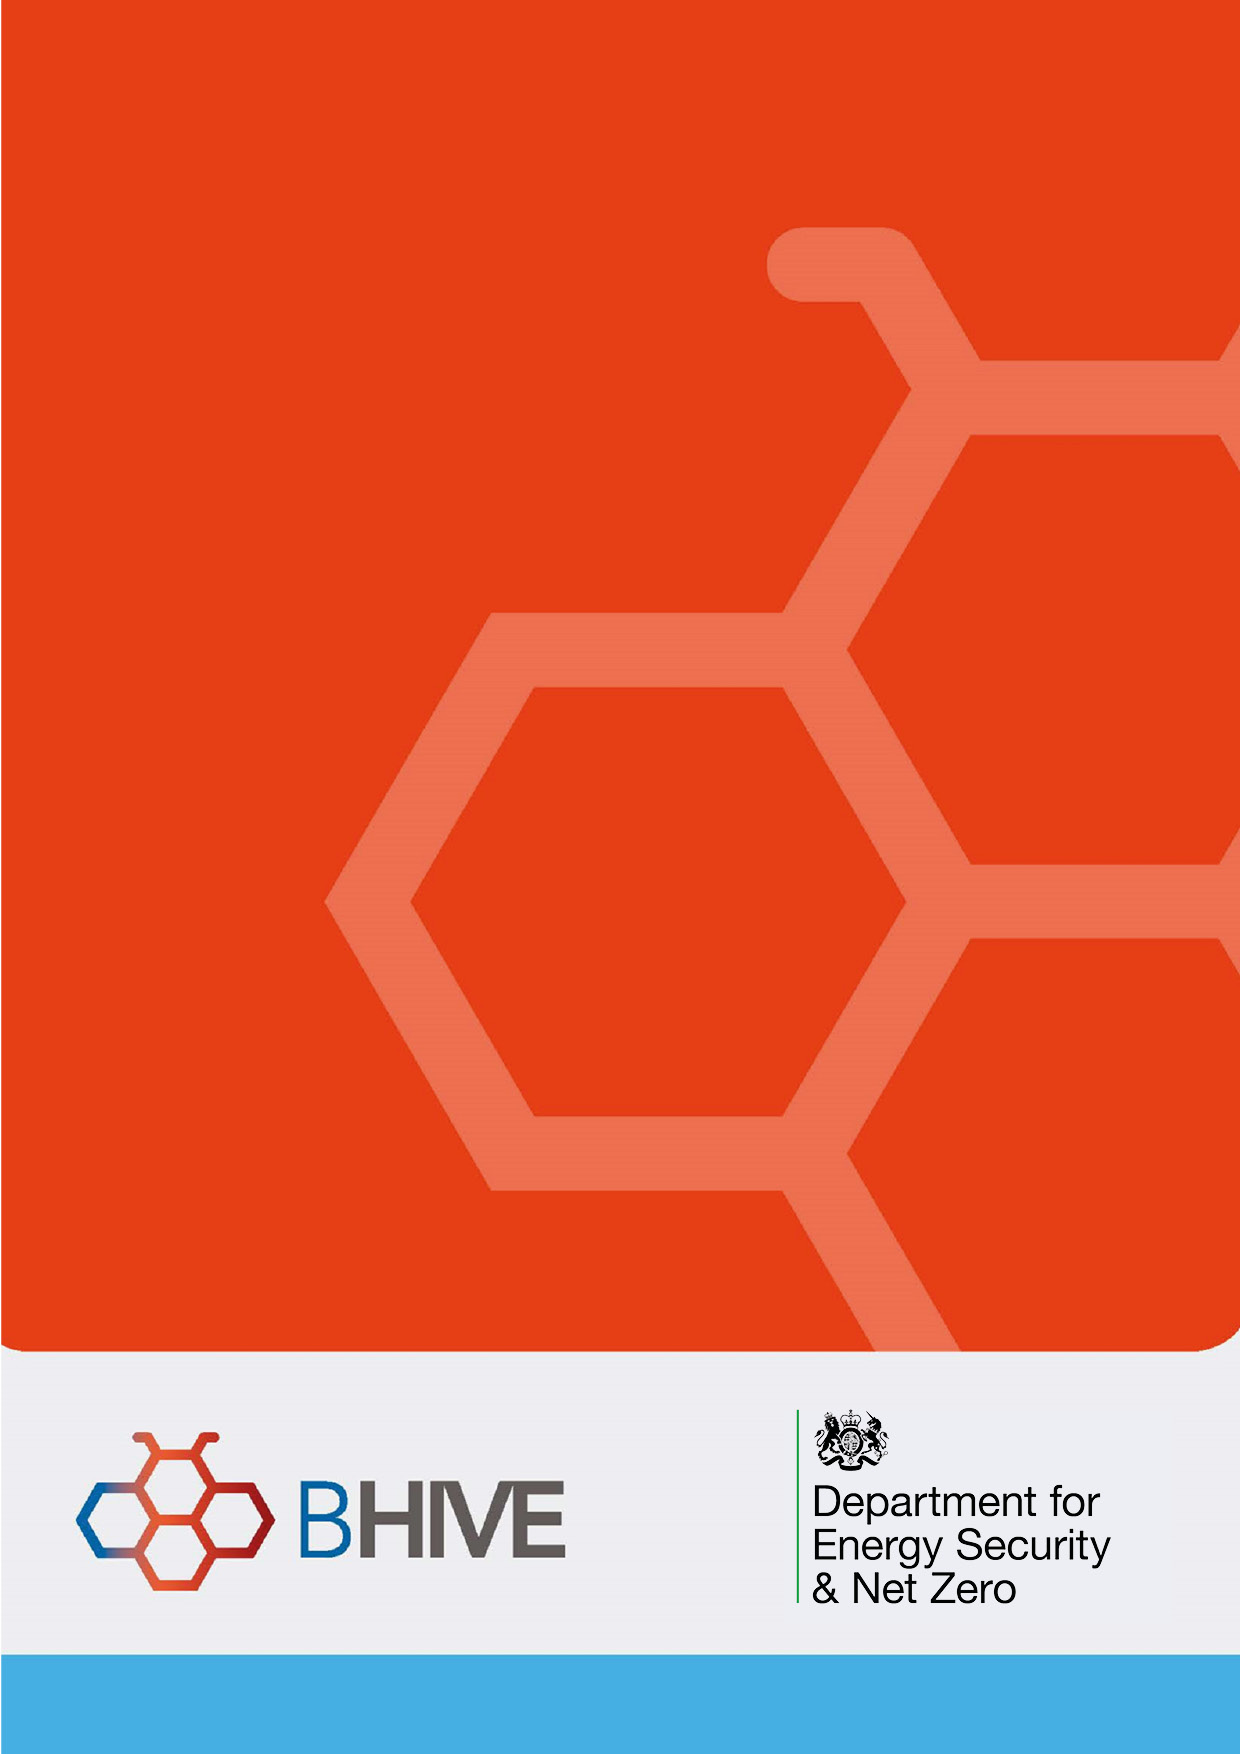 BHIVE
Department for
Energy Security
& Net Zero